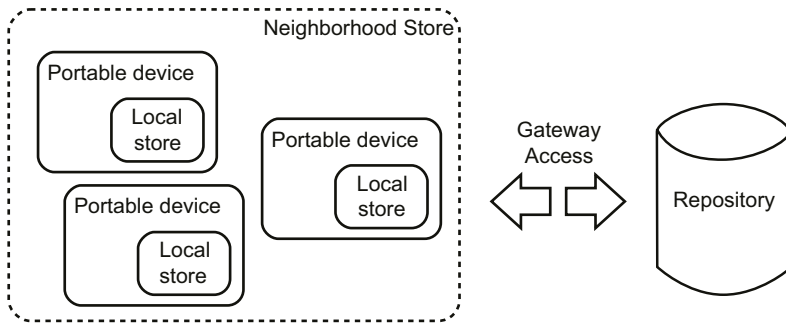 Neighborhood Store
Portable device
Local
store
Portable device
Local
store
Portable device
Local
store
Gateway
Access
Repository